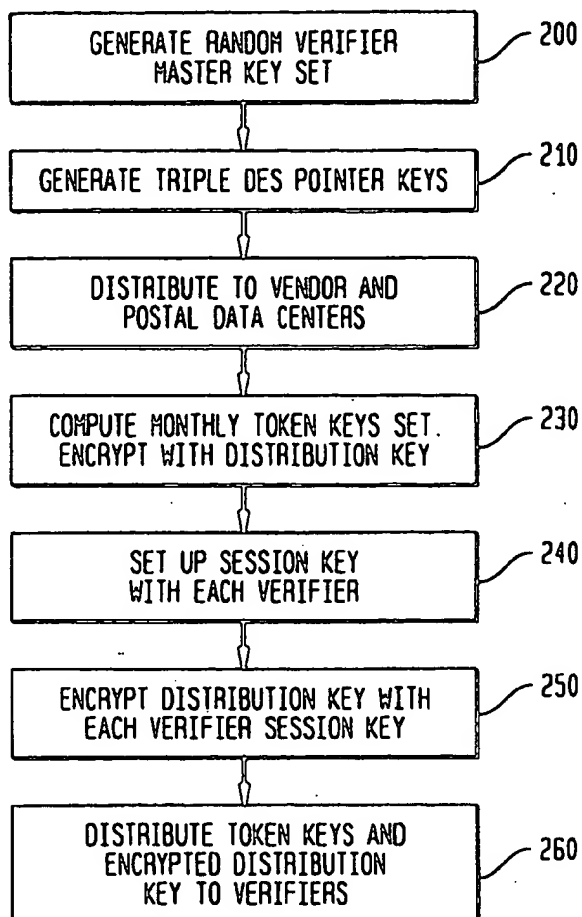 GENERATE RANDOM VERIFIER
MASTER KEY SET
200
GENERATE TRIPLE DES POINTER KEYS
210
DISTRIBUTE TO VENDOR AND
POSTAL DATA CENTERS
220
COMPUTE MONTHLY TOKEN KEYS SET.
ENCRYPT WITH DISTRIBUTION KEY
230
SET UP SESSION KEY
WITH EACH VERIFIER
240
ENCRYPT DISTRIBUTION KEY WITH
EACH VERIFIER SESSION KEY
250
DISTRIBUTE TOKEN KEYS AND
ENCRYPTED DISTRIBUTION
KEY TO VERIFIERS
260